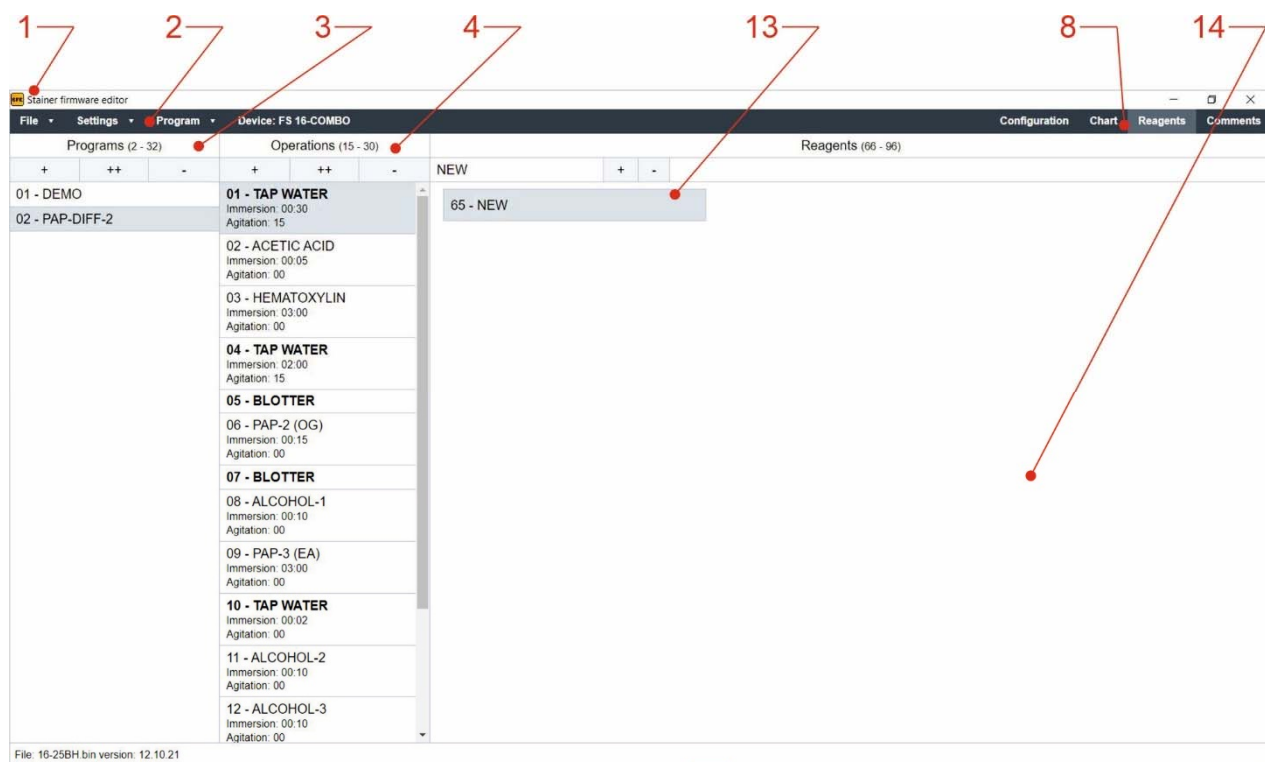 1 2 3 4 13 8 14
Stainer firmware editor
File Settings Program Device: FS 16-COMBO Configuration Chart Reagents Comments
Programs (2 - 32) Operations (15 - 30) Reagents (66 - 96)
+ ++ - + ++ - NEW + -
01 - DEMO
02 - PAP-DIFF-2
01 - TAP WATER
Immersion: 00:30
Agitation: 15
02 - ACETIC ACID
Immersion: 00:05
Agitation: 00
03 - HEMATOXYLIN
Immersion: 03:00
Agitation: 00
04 - TAP WATER
Immersion: 02:00
Agitation: 15
05 - BLOTTER
06 - PAP-2 (OG)
Immersion: 00:15
Agitation: 00
07 - BLOTTER
08 - ALCOHOL-1
Immersion: 00:10
Agitation: 00
09 - PAP-3 (EA)
Immersion: 03:00
Agitation: 00
10 - TAP WATER
Immersion: 00:02
Agitation: 00
11 - ALCOHOL-2
Immersion: 00:10
Agitation: 00
12 - ALCOHOL-3
Immersion: 00:10
Agitation: 00
65 - NEW
File: 16-25BH.bin version: 12.10.21